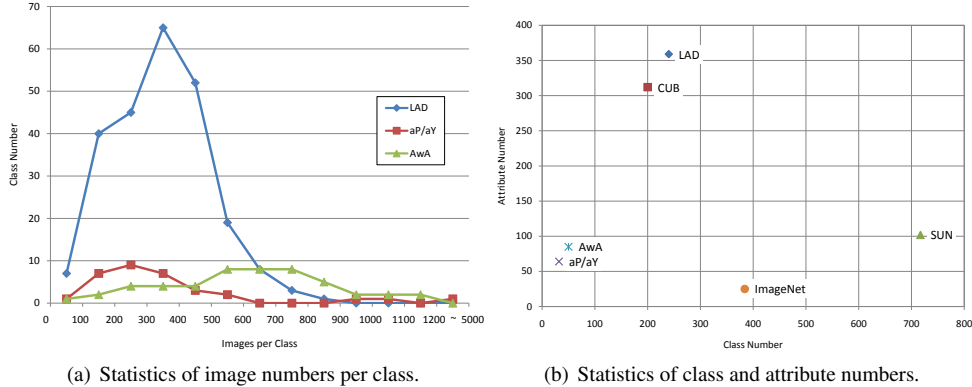 70
60
50
40
30
20
10
0
Class Number
LAD
aP/aY
AwA
0 100 200 300 400 500 600 700 800 900 1000 1100 1200 ~ 5000
Images per Class
(a) Statistics of image numbers per class.
400
350
300
250
200
150
100
50
0
Attribute Number
LAD
CUB
SUN
AwA
aP/aY
ImageNet
0 100 200 300 400 500 600 700 800
Class Number
(b) Statistics of class and attribute numbers.